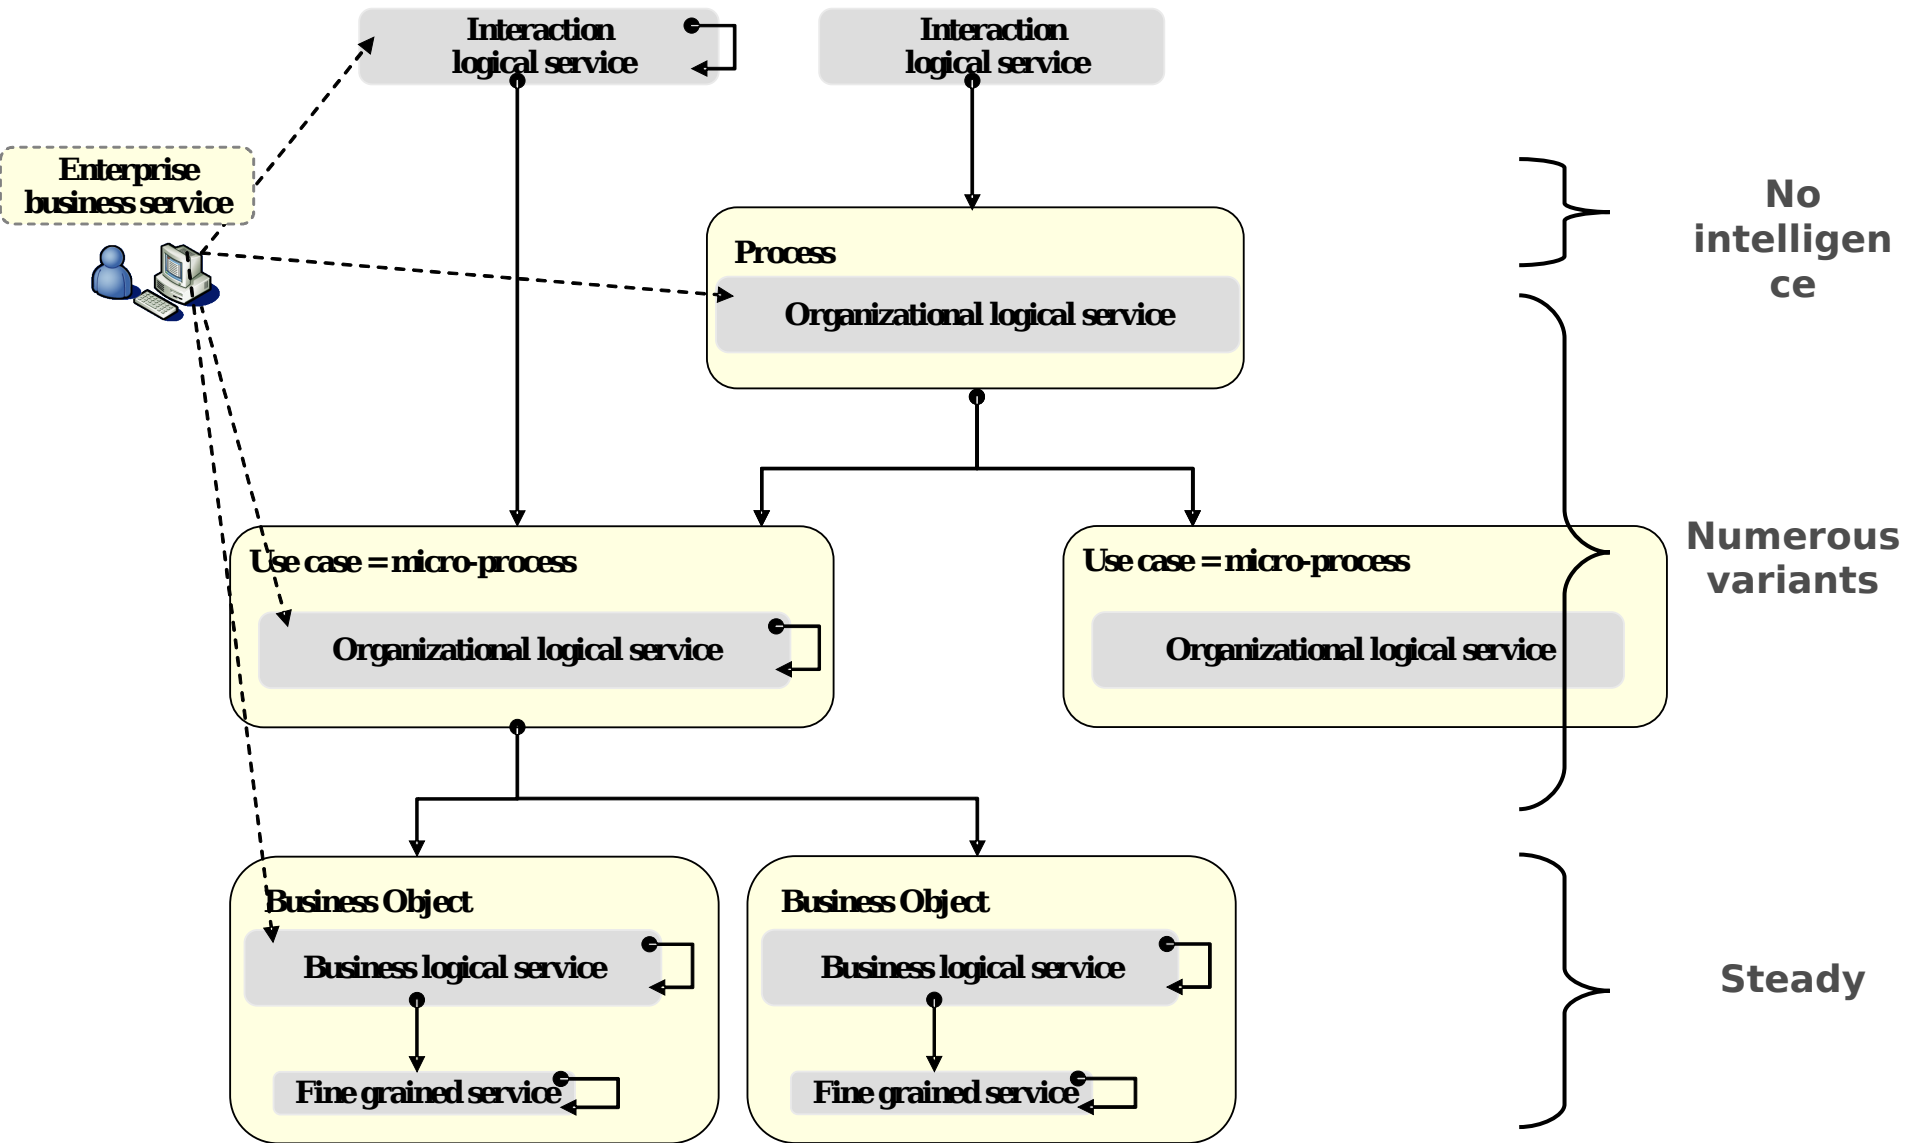 Interaction
logical service
Interaction
logical service
Enterprise
business service
No
intelligen
ce
Process
Organizational logical service
Numerous
variants
Use case = micro-process
Organizational logical service
Use case = micro-process
Organizational logical service
Business Object
Business logical service
Fine grained service
Business Object
Business logical service
Fine grained service
Steady